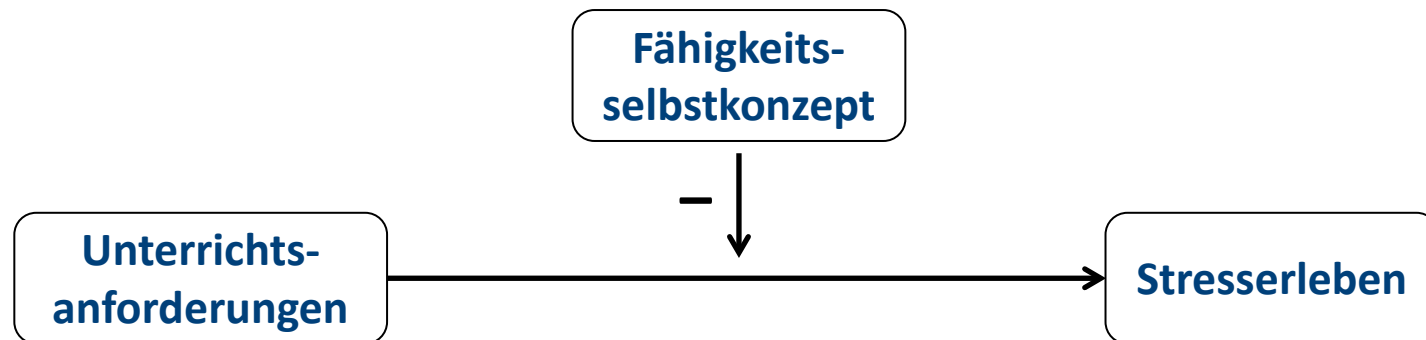 Fähigkeits-
selbstkonzept
–
Unterrichts-
anforderungen
Stresserleben